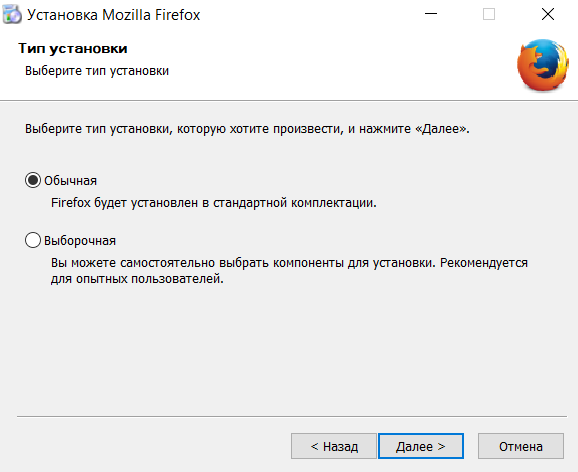 Установка Mozilla Firefox
Тип установки
Выберите тип установки
Выберите тип установки, которую хотите произвести, и нажмите «Далее».
Обычная
Firefox будет установлен в стандартной комплектации.
Выборочная
Вы можете самостоятельно выбрать компоненты для установки. Рекомендуется
для опытных пользователей.
< Назад
Далее >
Отмена